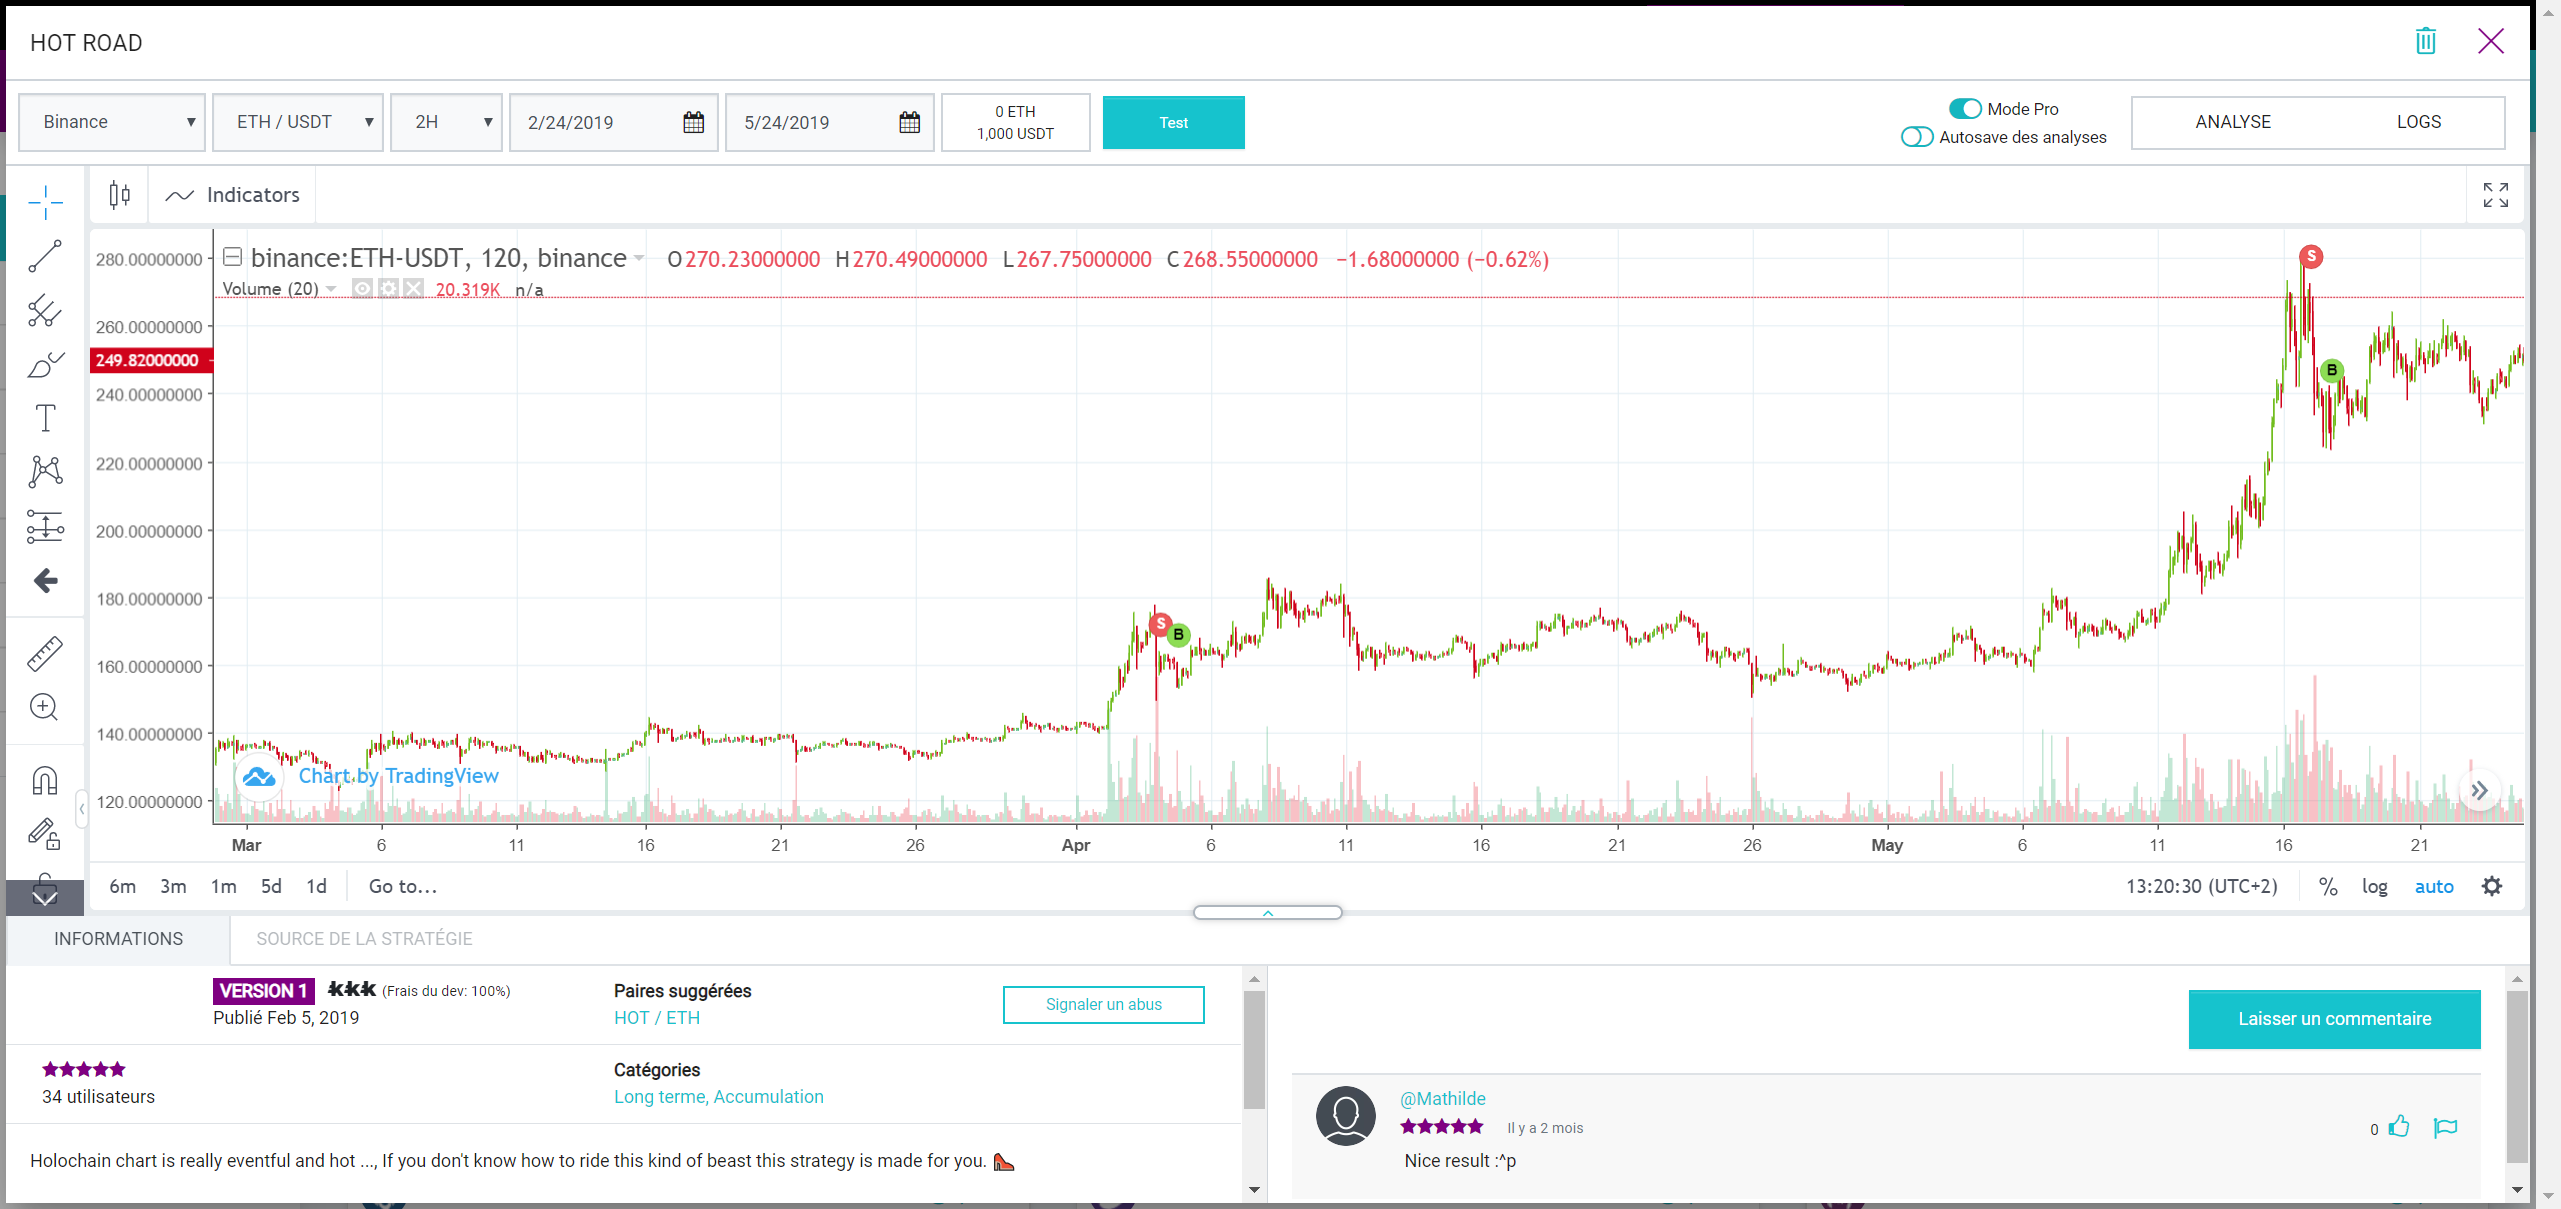 HOT ROAD
Binance ▼
ETH / USDT ▼
2H ▼
2/24/2019
5/24/2019
0 ETH
1,000 USDT
Test
Mode Pro
Autosave des analyses
ANALYSE
LOGS
Indicators
binance:ETH-USDT, 120, binance
O270.23000000 H270.49000000 L267.75000000 C268.55000000 −1.68000000 (−0.62%)
Volume (20) 20.319K n/a
280.00000000
260.00000000
249.82000000
240.00000000
220.00000000
200.00000000
180.00000000
160.00000000
140.00000000
120.00000000
S
B
S
B
Chart by TradingView
Mar 6 11 16 21 26 Apr 6 11 16 21 26 May 6 11 16 21
6m 3m 1m 5d 1d Go to...
13:20:30 (UTC+2) % log auto
INFORMATIONS
SOURCE DE LA STRATÉGIE
VERSION 1 kkk (Frais du dev: 100%)
Publié Feb 5, 2019
Paires suggérées
HOT / ETH
Signaler un abus
34 utilisateurs
Catégories
Long terme, Accumulation
Holochain chart is really eventful and hot ..., If you don't know how to ride this kind of beast this strategy is made for you. 👠
Laisser un commentaire
@Mathilde
Il y a 2 mois
0
Nice result :^p